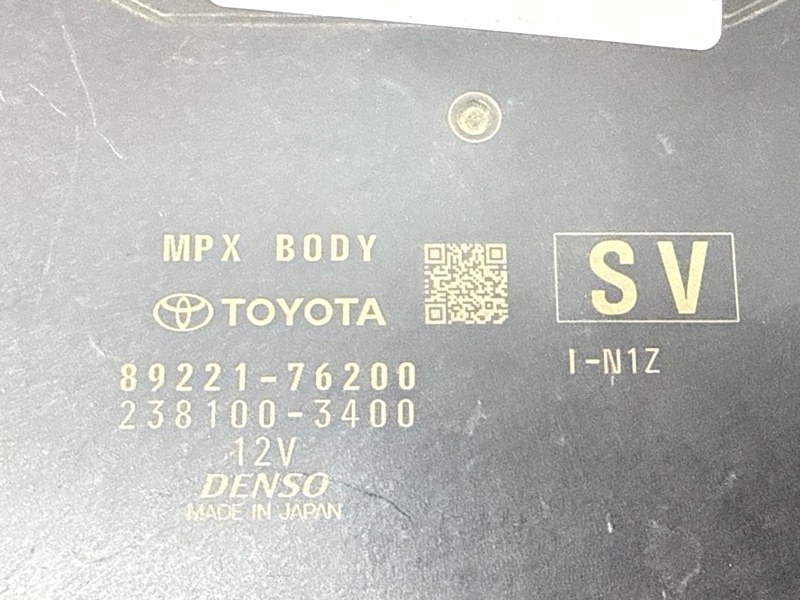 MPX BODY
TOYOTA
89221-76200
238100-3400
12V
DENSO
MADE IN JAPAN
SV
I-N1Z